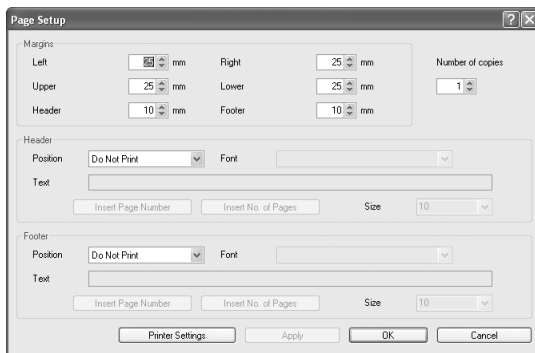 Page Setup
Margins
Left 25 mm Right 25 mm Number of copies
Upper 25 mm Lower 25 mm 1
Header 10 mm Footer 10 mm
Header
Position Do Not Print Font
Text
Insert Page Number Insert No. of Pages Size 10
Footer
Position Do Not Print Font
Text
Insert Page Number Insert No. of Pages Size 10
Printer Settings Apply OK Cancel